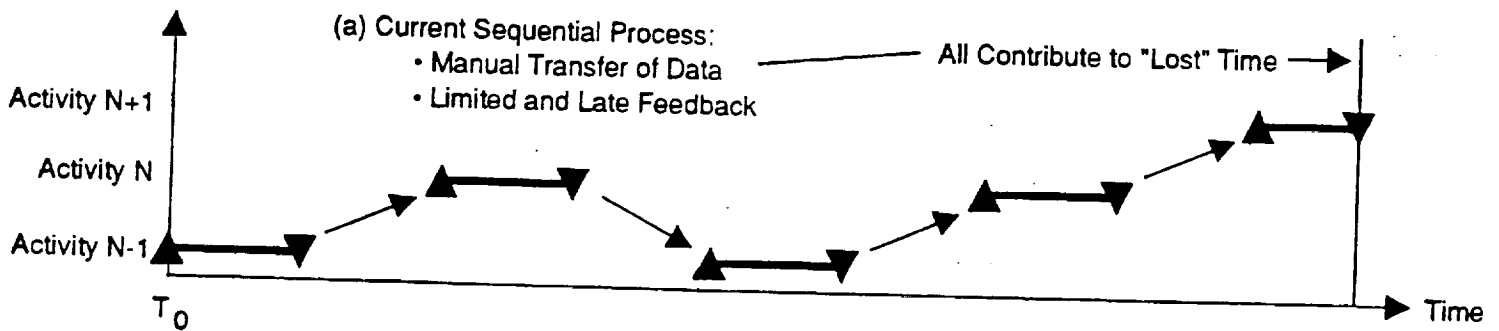 (a) Current Sequential Process:
• Manual Transfer of Data
• Limited and Late Feedback
All Contribute to "Lost" Time
Activity N+1
Activity N
Activity N-1
T0
Time